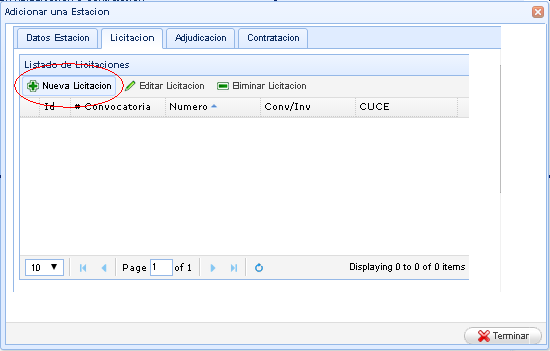 Adicionar una Estacion
Datos Estacion Licitacion Adjudicacion Contratacion
Listado de Licitaciones
Nueva Licitacion Editar Licitacion Eliminar Licitacion
Id # Convocatoria Numero Conv/Inv CUCE
10 Page 1 of 1 Displaying 0 to 0 of 0 items
Terminar